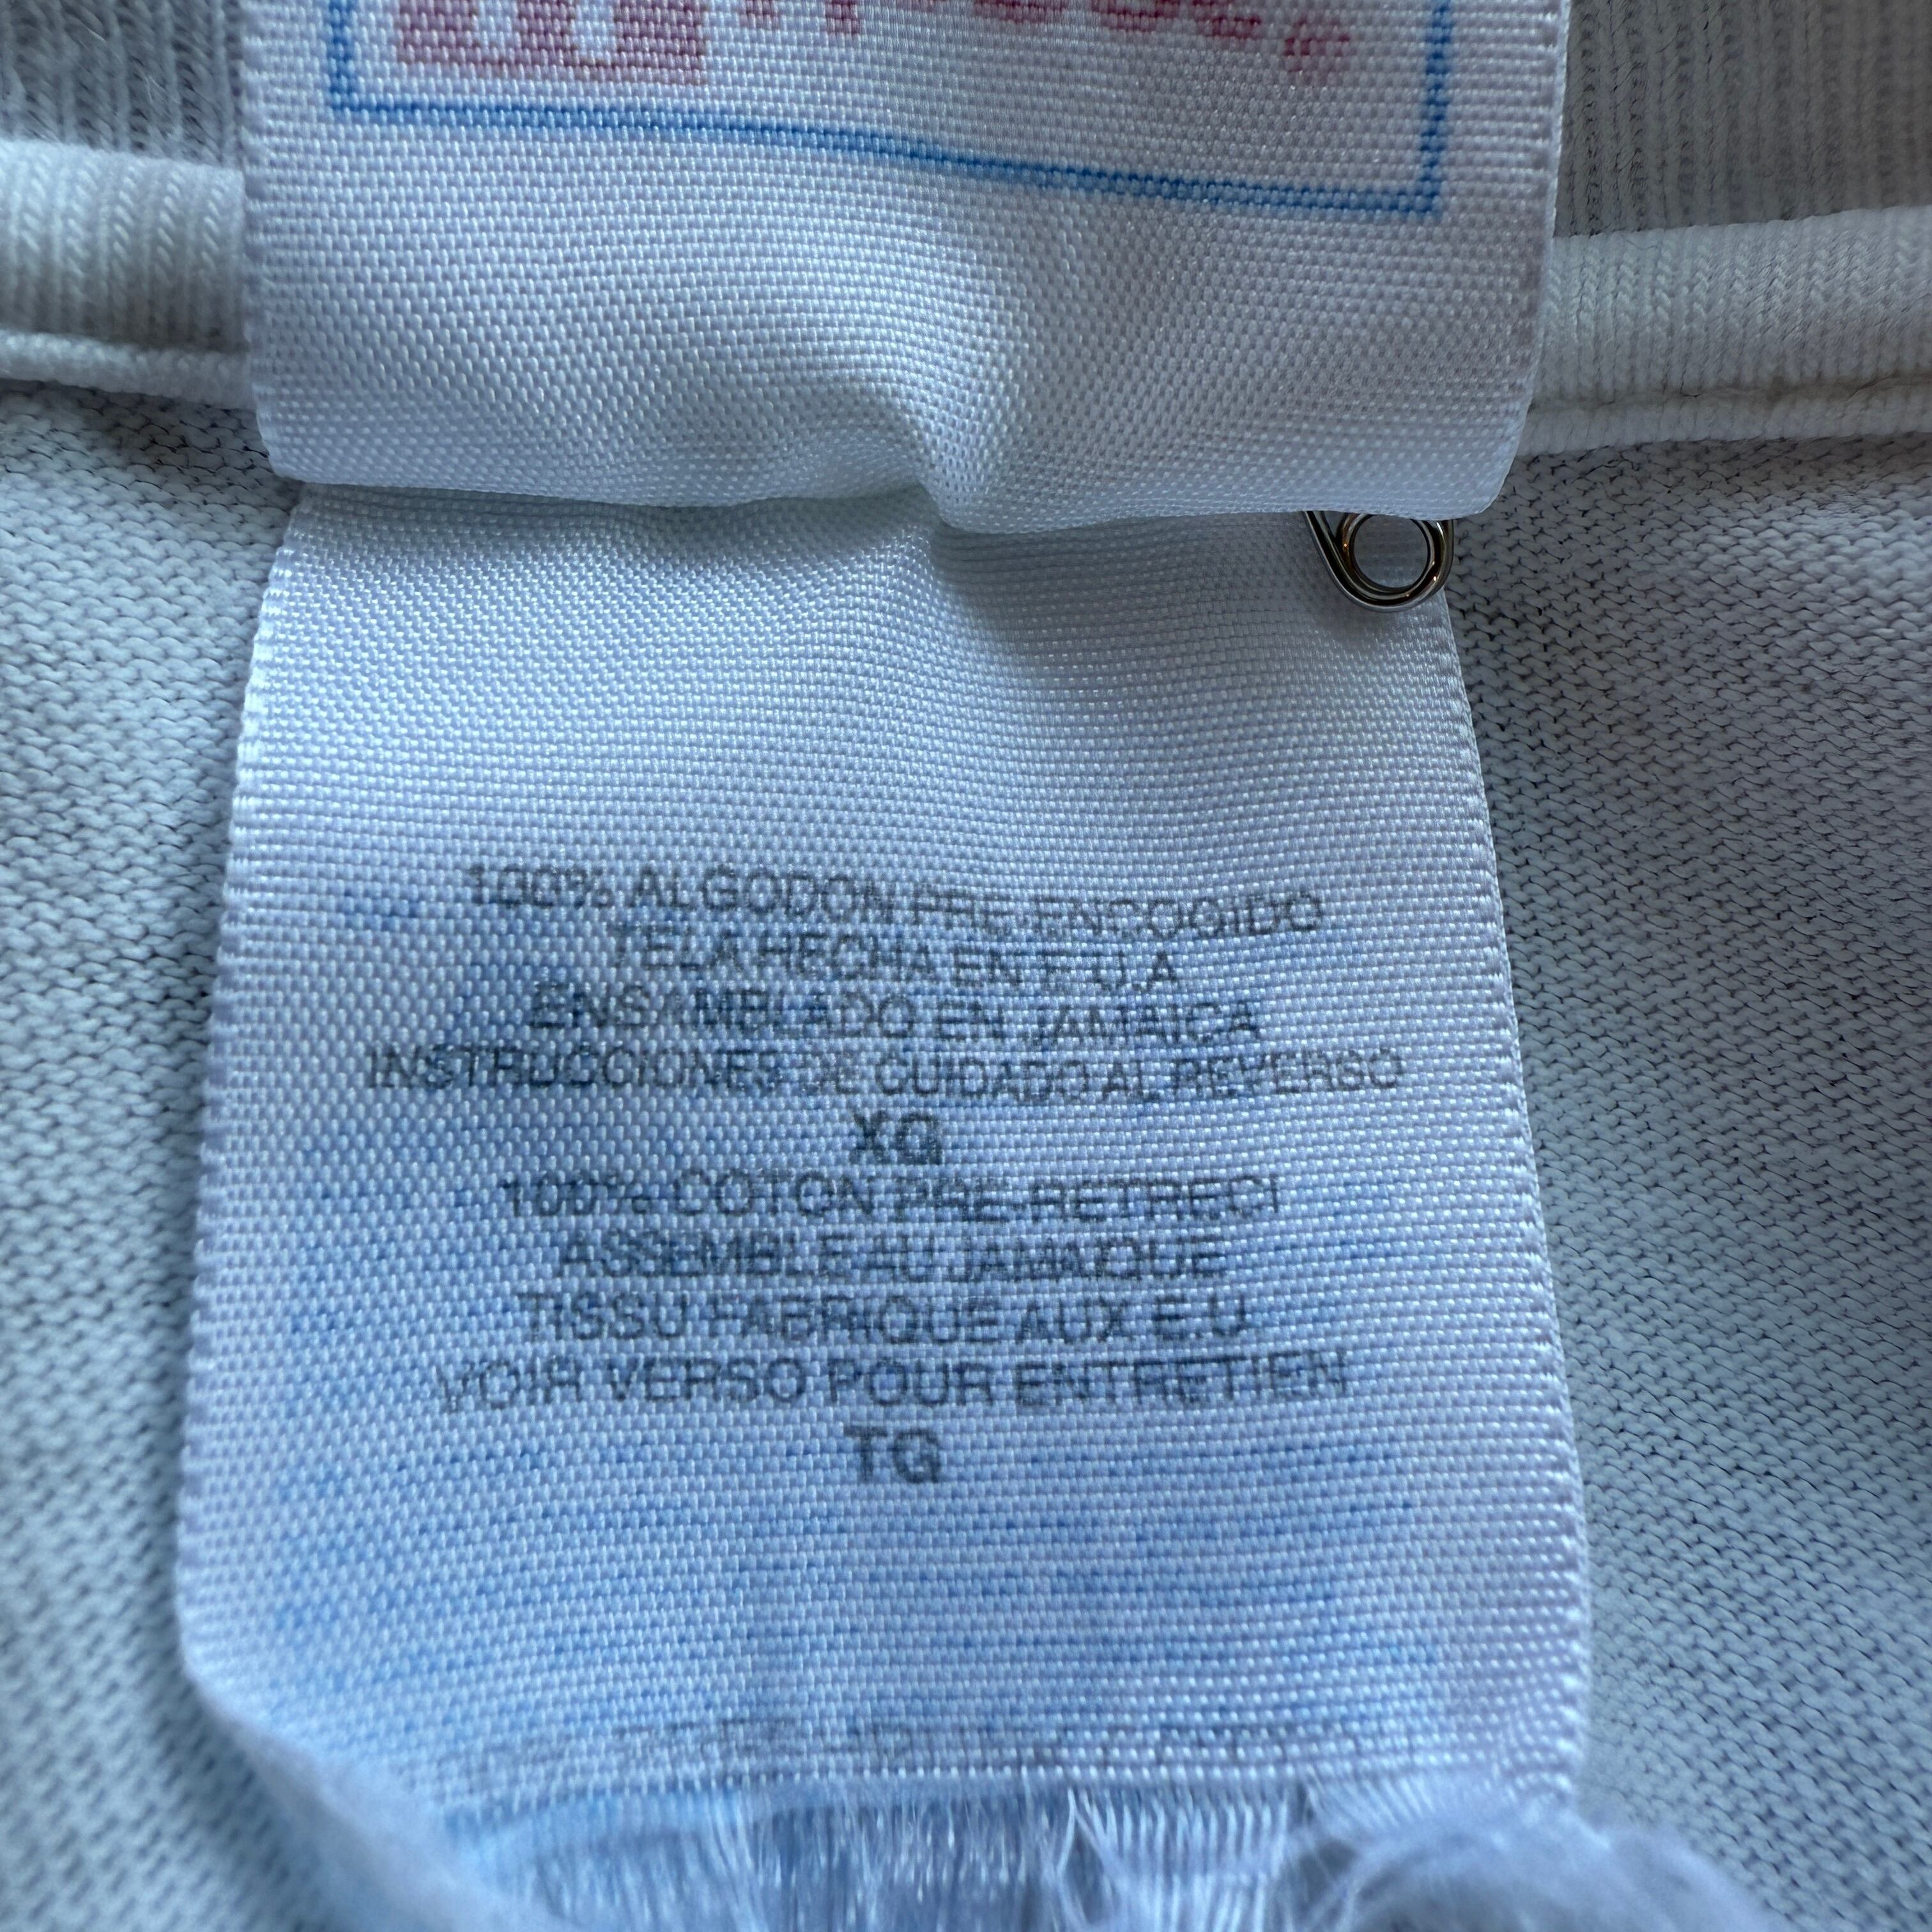 100% ALGODON PRE-ENCOGIDO
TELA HECHA EN E.U.A
ENSAMBLADO EN JAMAICA
INSTRUCCIONES DE CUIDADO AL REVERSO
XG
100% COTON PRE-RETRECI
ASSEMBLE AU JAMAIQUE
TISSU FABRIQUE AUX E.U.
VOIR VERSO POUR ENTRETIEN
TG